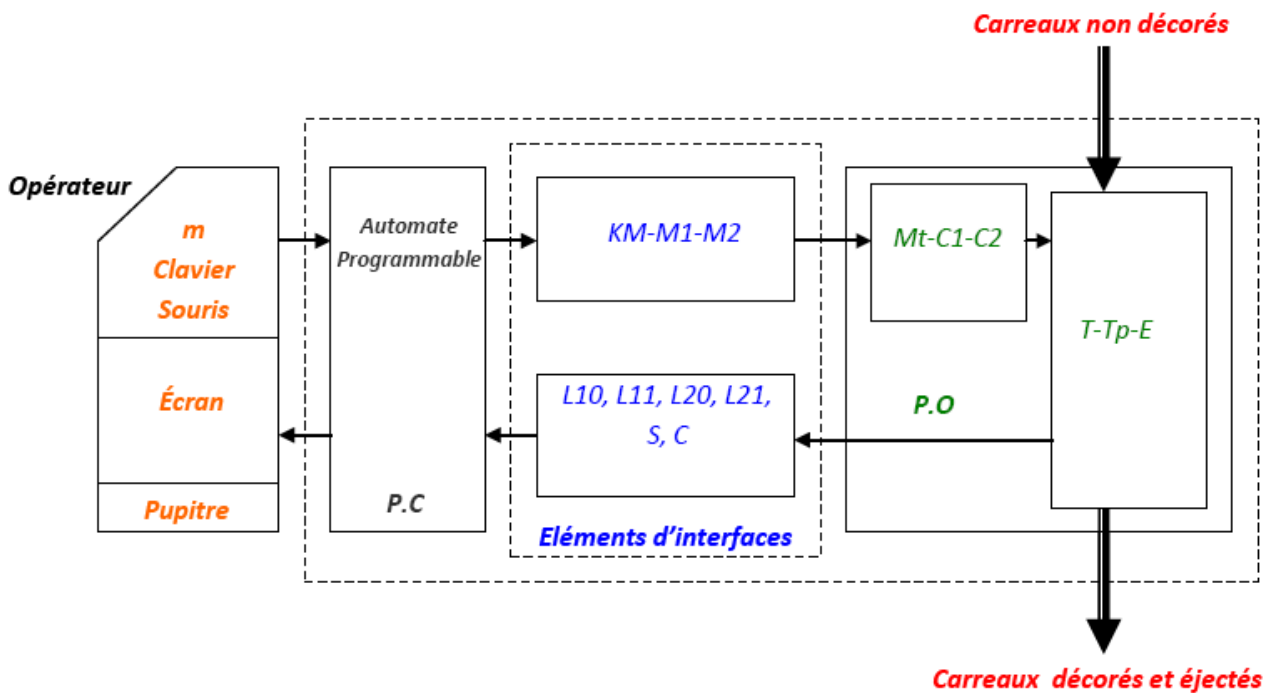 Carreaux non décorés
Opérateur
m
Clavier
Souris
Écran
Pupitre
Automate
Programmable
P.C
KM-M1-M2
L10, L11, L20, L21,
S, C
Eléments d’interfaces
Mt-C1-C2
T-Tp-E
P.O
Carreaux décorés et éjectés